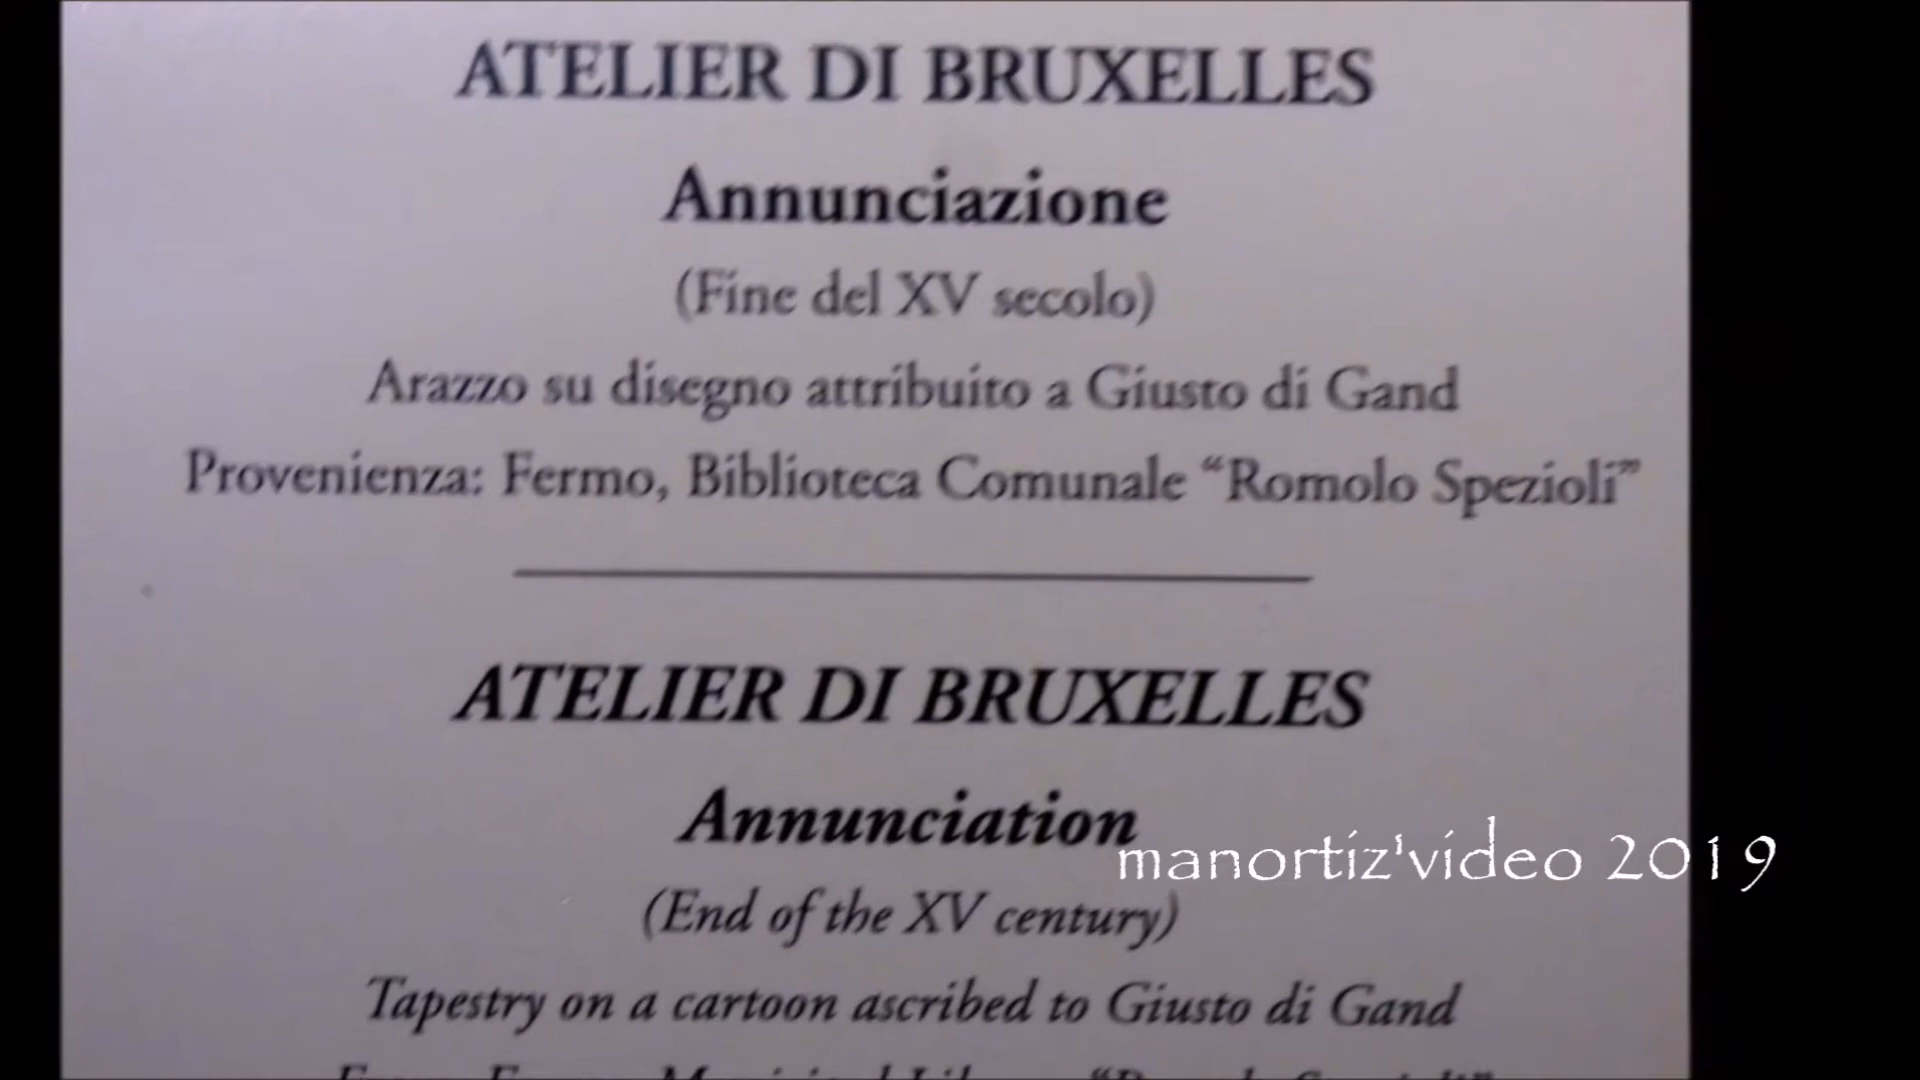 ATELIER DI BRUXELLES
Annunciazione
(Fine del XV secolo)
Arazzo su disegno attribuito a Giusto di Gand
Provenienza: Fermo, Biblioteca Comunale “Romolo Spezioli”
ATELIER DI BRUXELLES
Annunciation
manortiz'video 2019
(End of the XV century)
Tapestry on a cartoon ascribed to Giusto di Gand